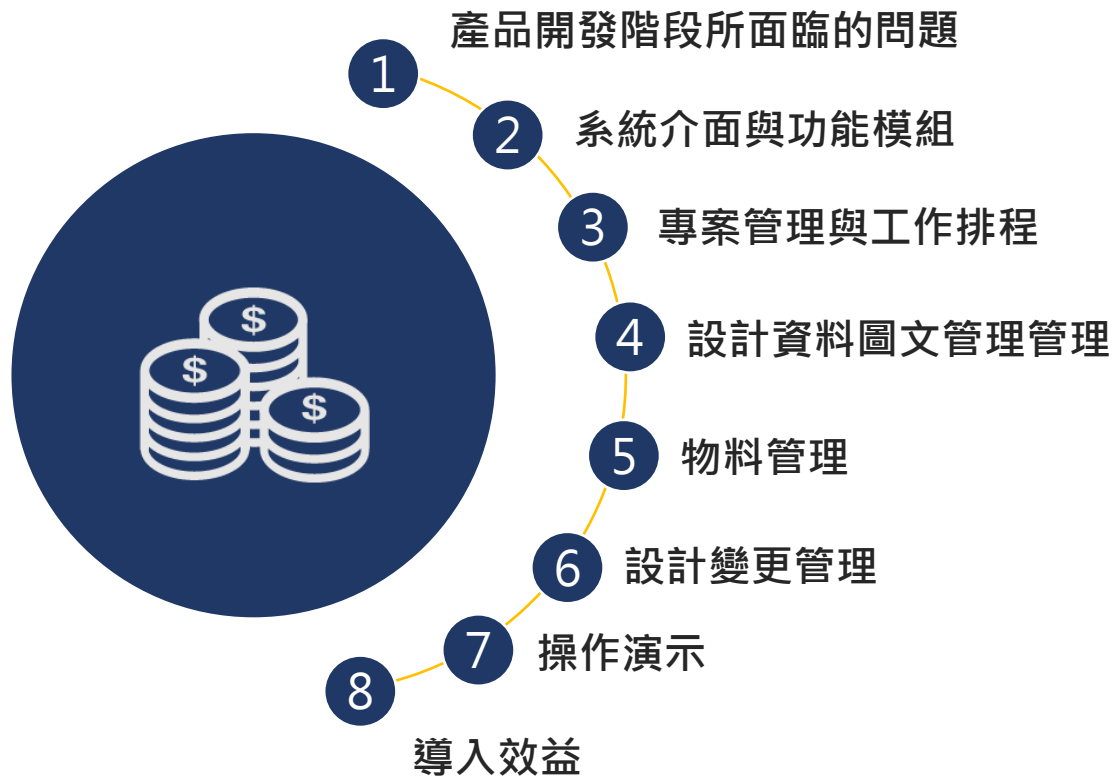 產品開發階段所面臨的問題
1
2 系統介面與功能模組
3 專案管理與工作排程
4 設計資料圖文管理管理
5 物料管理
6 設計變更管理
7 操作演示
8
導入效益
$
$
$